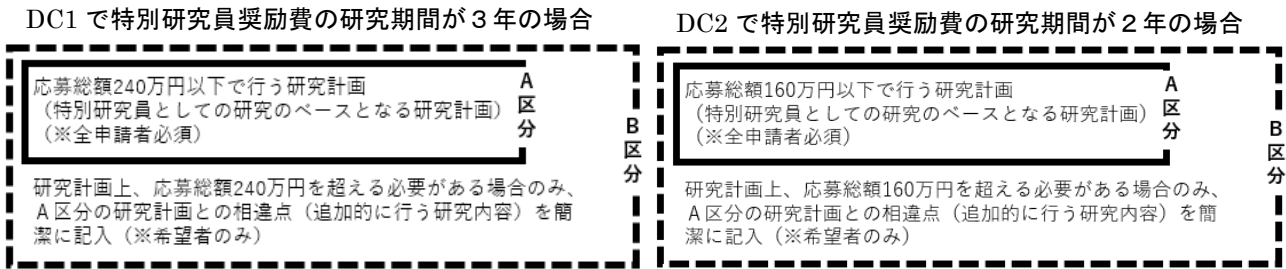 DC1 で特別研究員奨励費の研究期間が３年の場合
応募総額240万円以下で行う研究計画
（特別研究員としての研究のベースとなる研究計画）
（※全申請者必須）
A区分
研究計画上、応募総額240万円を超える必要がある場合のみ、
Ａ区分の研究計画との相違点（追加的に行う研究内容）を簡
潔に記入（※希望者のみ）
B区分
DC2 で特別研究員奨励費の研究期間が２年の場合
応募総額160万円以下で行う研究計画
（特別研究員としての研究のベースとなる研究計画）
（※全申請者必須）
A区分
研究計画上、応募総額160万円を超える必要がある場合のみ、
Ａ区分の研究計画との相違点（追加的に行う研究内容）を簡
潔に記入（※希望者のみ）
B区分